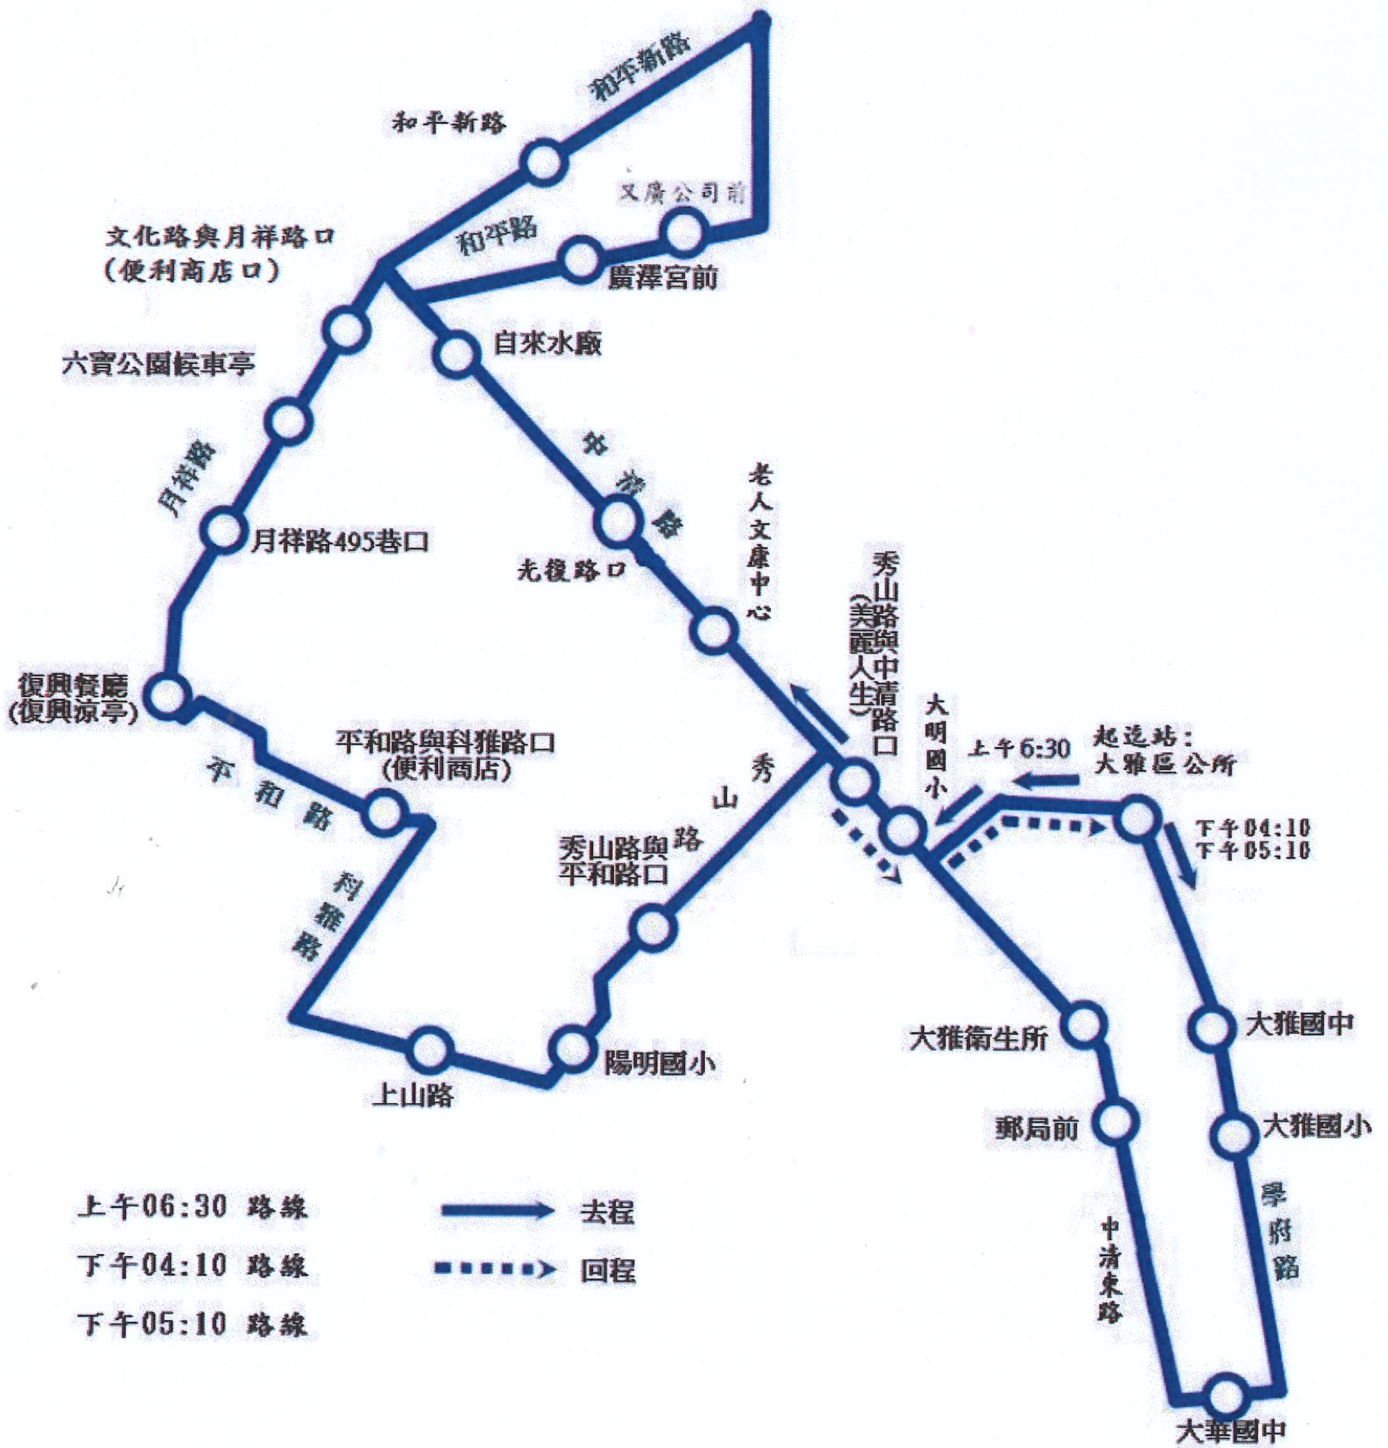 和平新路
和平新路
又廣公司前
文化路與月祥路口
(便利商店口)
和平路
廣澤宮前
自來水廠
六寶公園候車亭
中清路
月祥路
老人文康中心
月祥路495巷口
光復路口
秀山路與中清路口
(美麗人生)
復興餐廳
(復興涼亭)
大明國小
上午6:30
起迄站:
大雅區公所
平和路與科雅路口
(便利商店)
平和路
秀山路
下午04:10
下午05:10
秀山路與
平和路口
科雅路
大雅衛生所
大雅國中
陽明國小
上山路
郵局前
大雅國小
學府路
中清東路
上午06:30 路線
去程
下午04:10 路線
回程
下午05:10 路線
大華國中